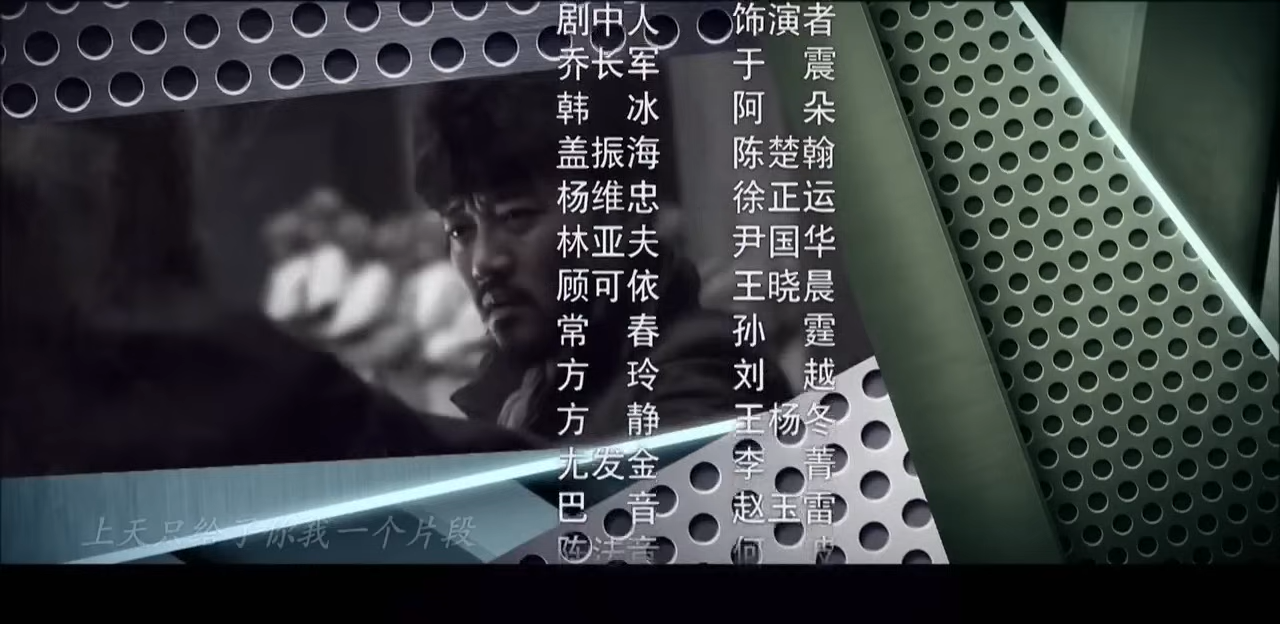 剧中人 饰演者
乔长军 于震
韩冰 阿朵
盖振海 陈楚翰
杨维忠 徐正运
林亚夫 尹国华
顾可依 王晓晨
常春 孙霆
方玲 刘越
方静 王杨冬
尤发金 李菁
巴音 赵玉雷
音 何
上天只给了你我一个片段